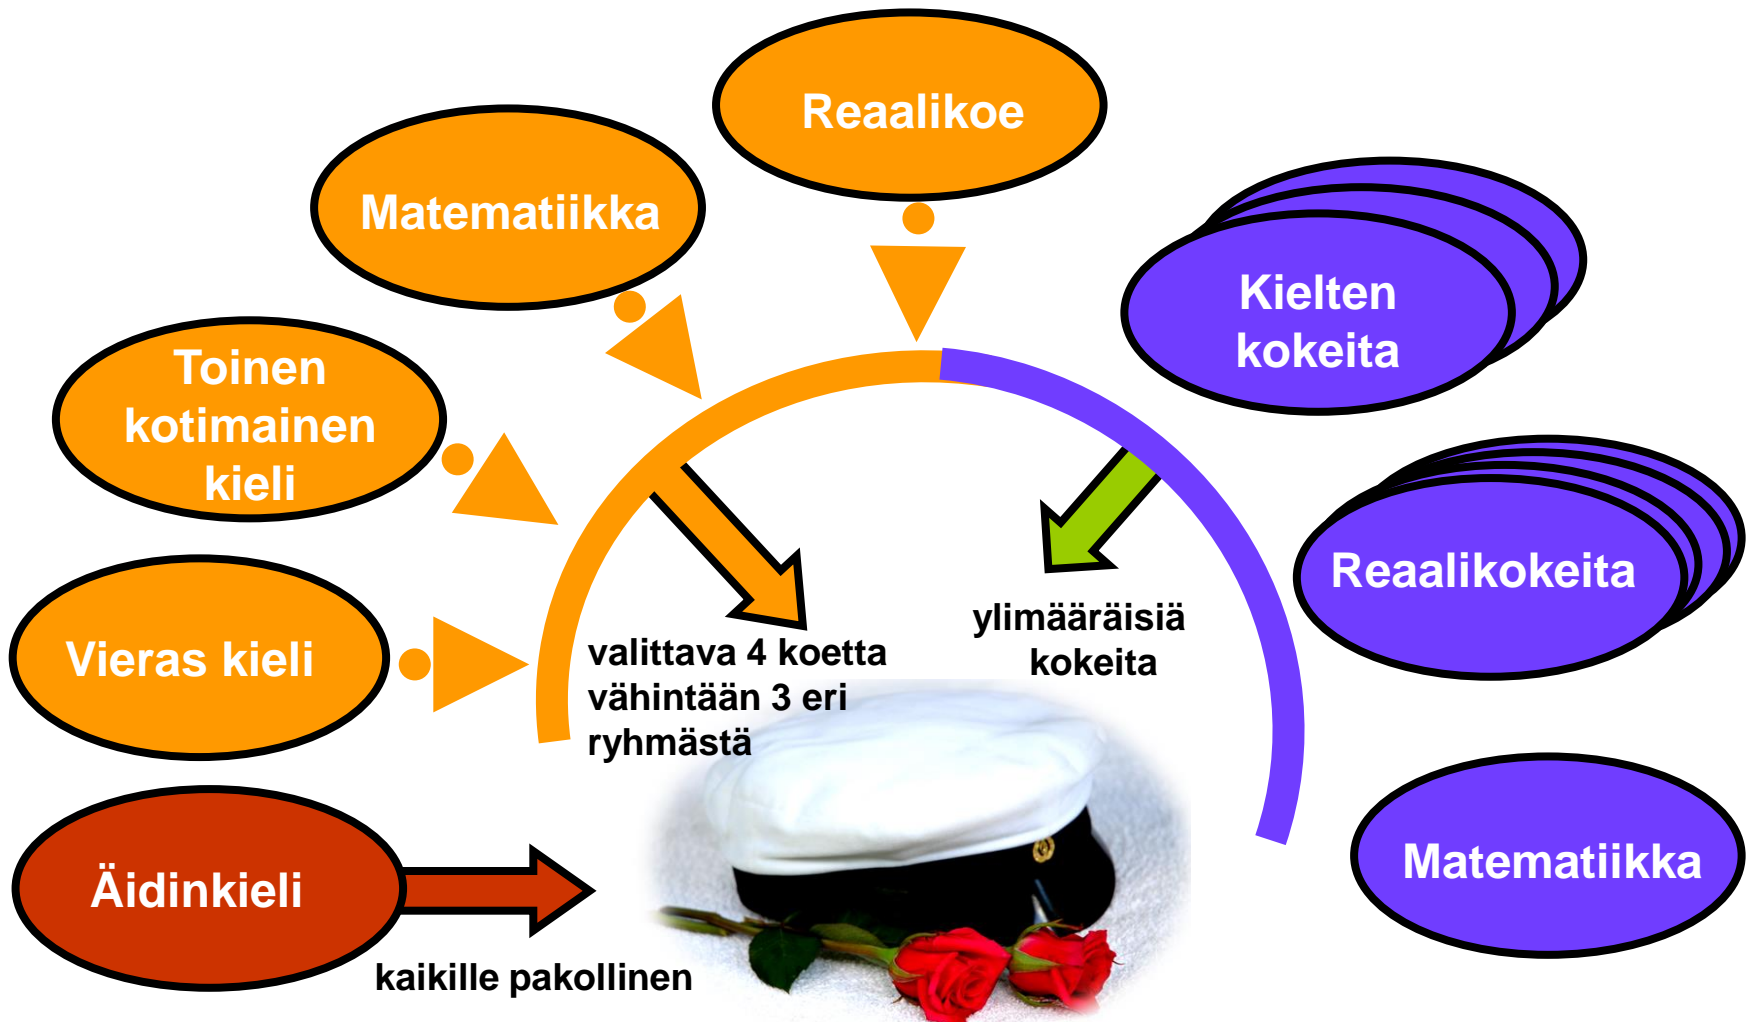 Reaalikoe
Matematiikka
Toinen
kotimainen
kieli
Vieras kieli
Äidinkieli
kaikille pakollinen
valittava 4 koetta
vähintään 3 eri
ryhmästä
ylimääräisiä
kokeita
Kielten
kokeita
Reaalikokeita
Matematiikka